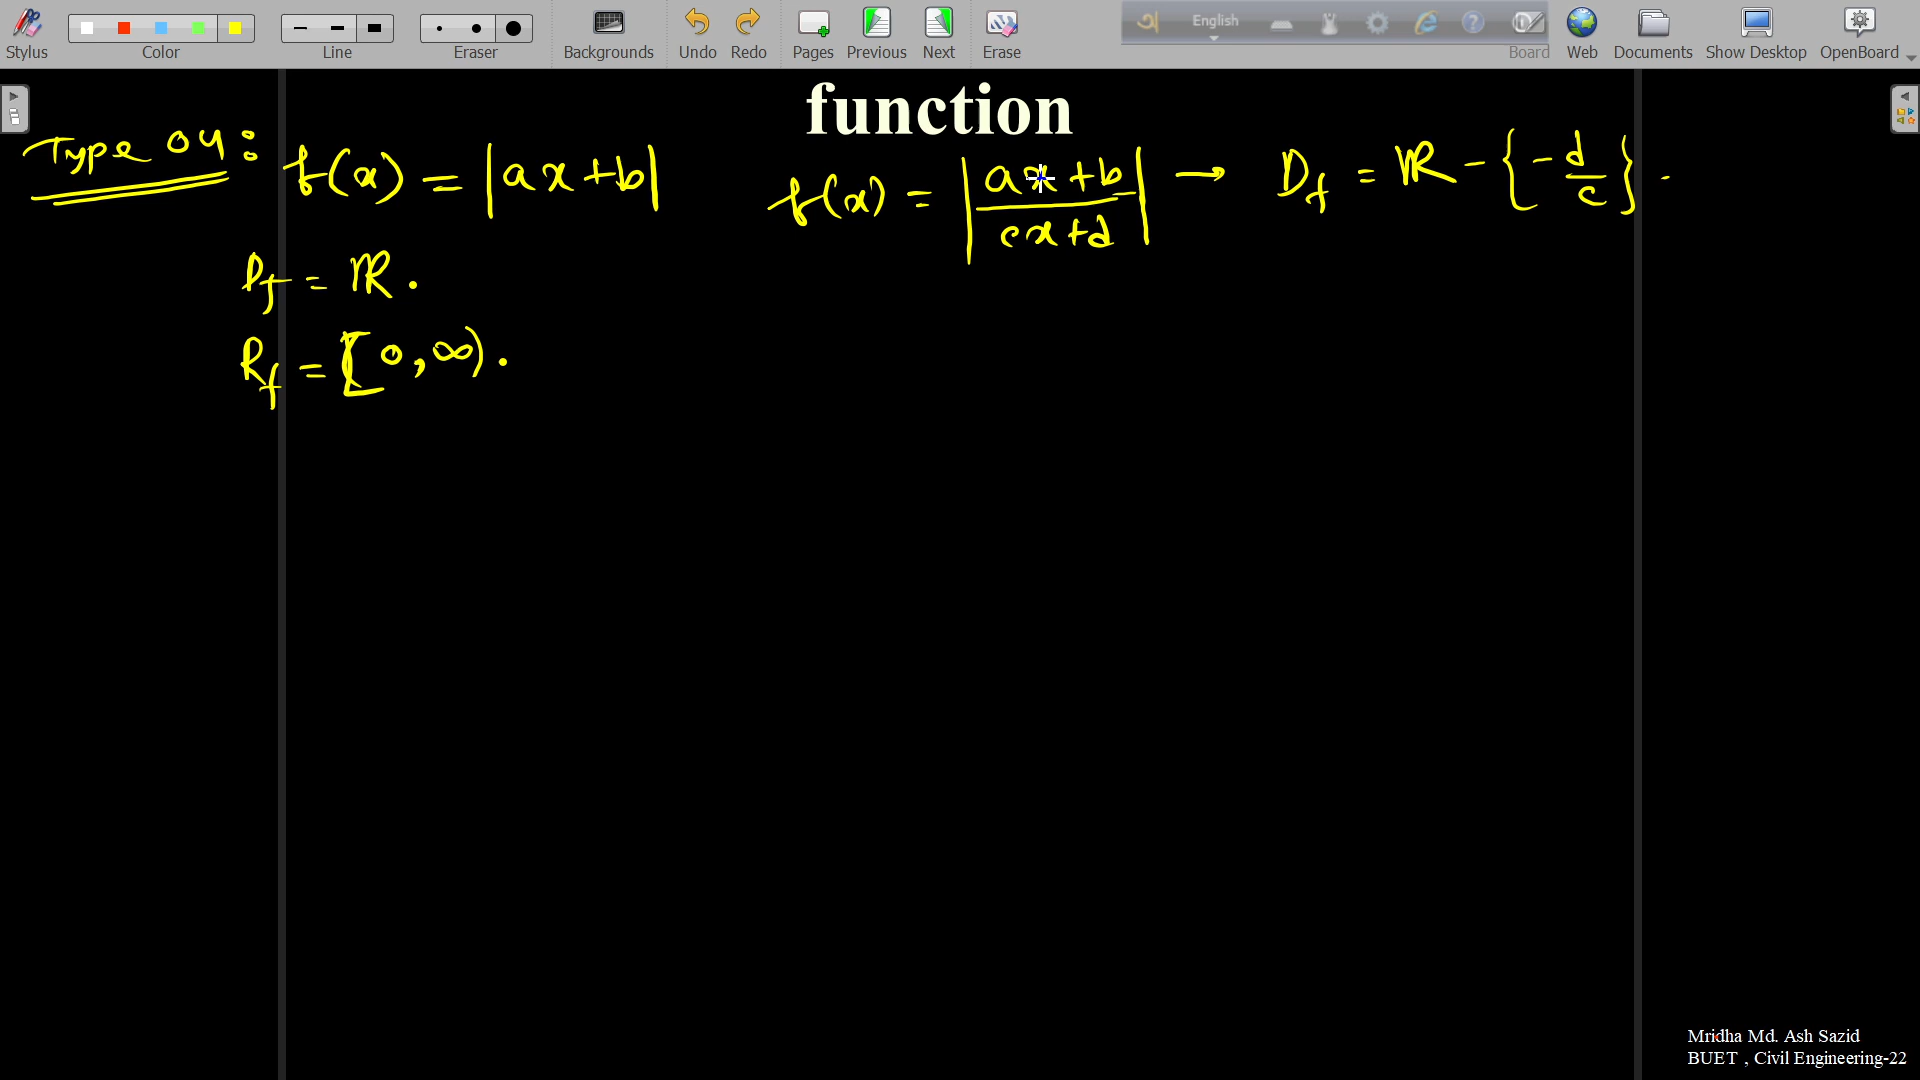 Stylus Color Line Eraser Backgrounds Undo Redo Pages Previous Next Erase Board Web Documents Show Desktop OpenBoard
অ English
function
Type 04: f(x) = |ax+b|
f(x) = |(ax+b)/(cx+d)| → D_f = ℝ - {-d/c}.
D_f = ℝ.
R_f = [0, ∞).
Mridha Md. Ash Sazid
BUET , Civil Engineering-22